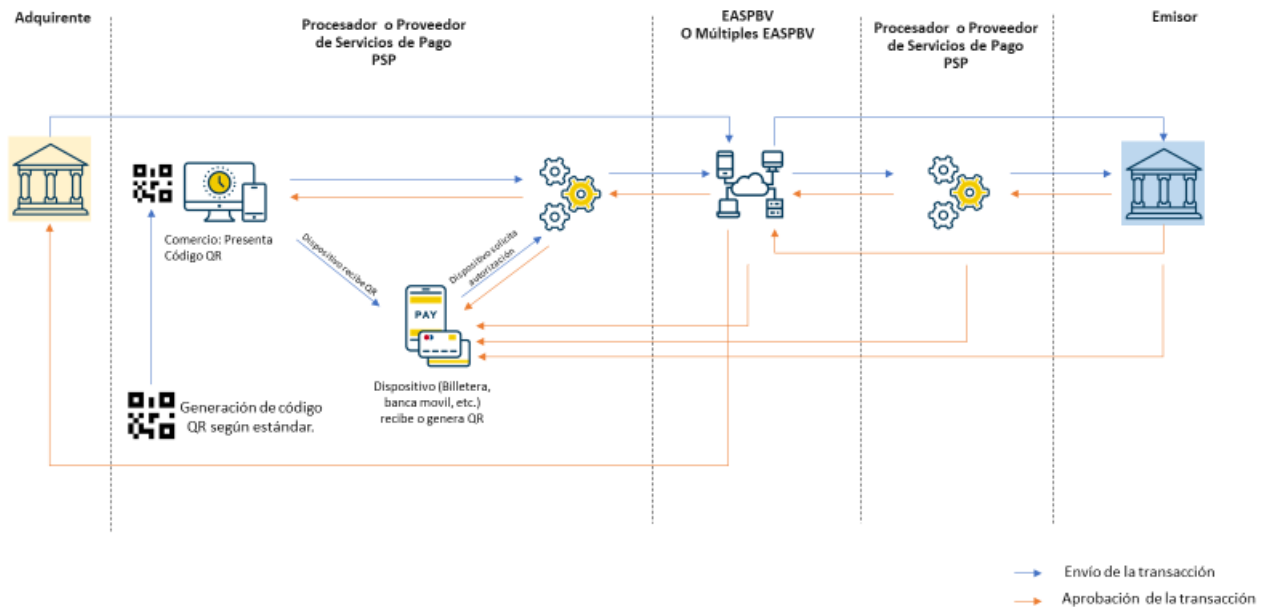 Adquirente
Procesador o Proveedor
de Servicios de Pago
PSP
EASPBV
O Múltiples EASPBV
Procesador o Proveedor
de Servicios de Pago
PSP
Emisor
Comercio: Presenta
Código QR
Dispositivo recibe QR
Dispositivo solicita
autorización
PAY
Dispositivo (Billetera,
banca movil, etc.)
recibe o genera QR
Generación de código
QR según estándar.
Envío de la transacción
Aprobación de la transacción